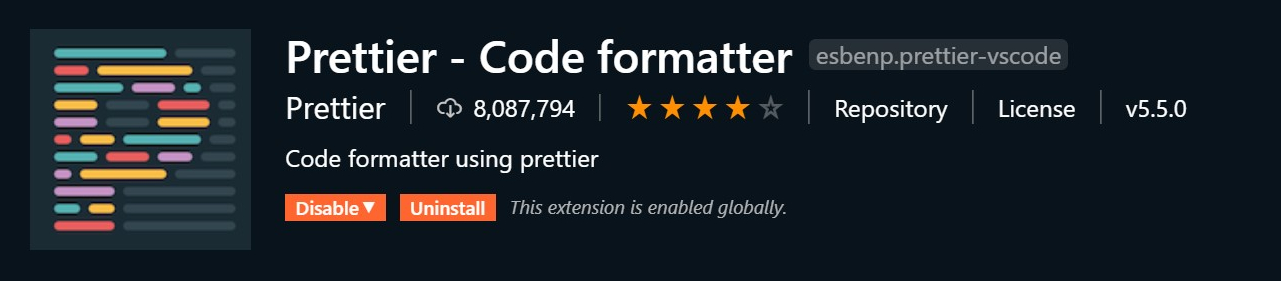 Prettier - Code formatter esbenp.prettier-vscode
Prettier 8,087,794 Repository License v5.5.0
Code formatter using prettier
Disable Uninstall This extension is enabled globally.